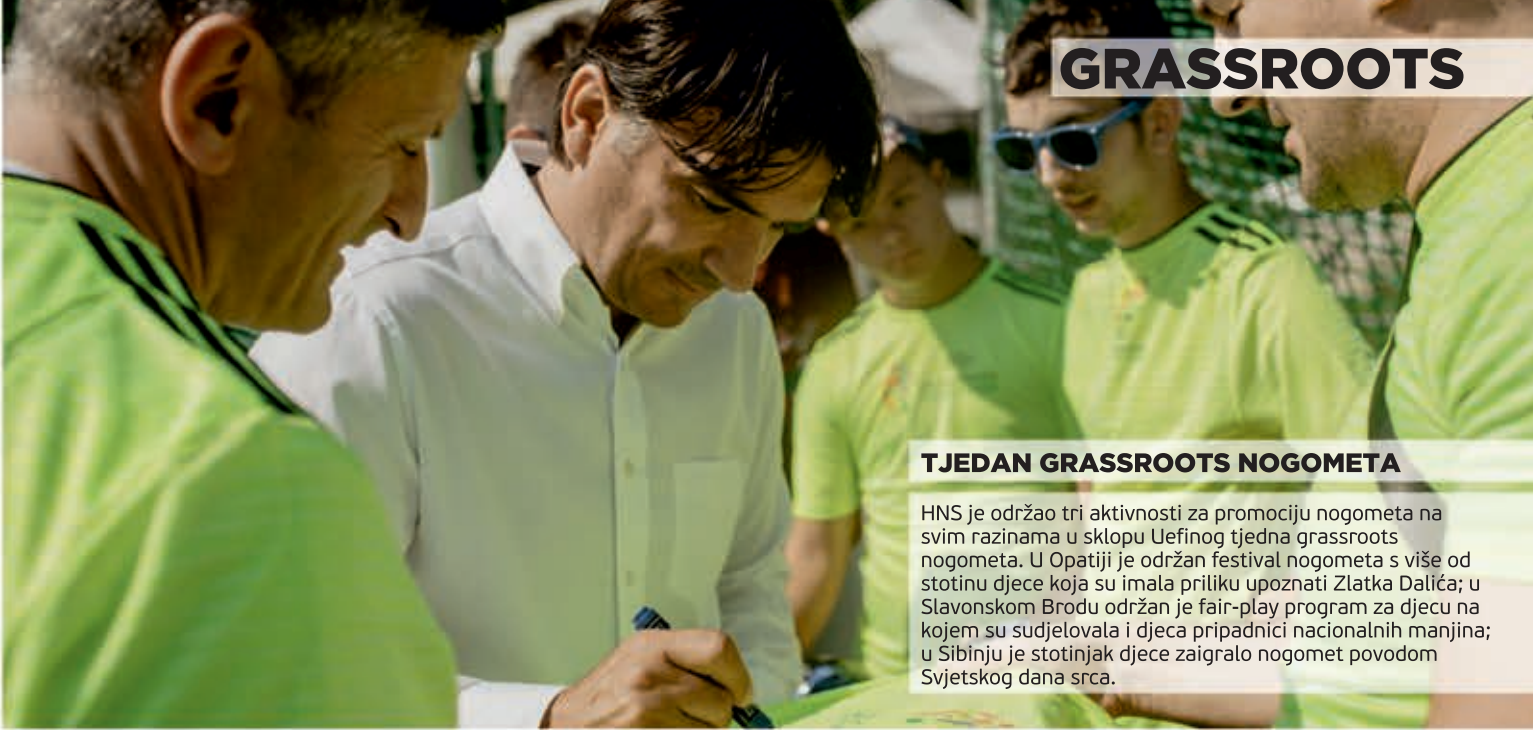 GRASSROOTS
TJEDAN GRASSROOTS NOGOMETA
HNS je održao tri aktivnosti za promociju nogometa na
svim razinama u sklopu Uefinog tjedna grassroots
nogometa. U Opatiji je održan festival nogometa s više od
stotinu djece koja su imala priliku upoznati Zlatka Dalića; u
Slavonskom Brodu održan je fair-play program za djecu na
kojem su sudjelovala i djeca pripadnici nacionalnih manjina;
u Sibinju je stotinjak djece zaigralo nogomet povodom
Svjetskog dana srca.